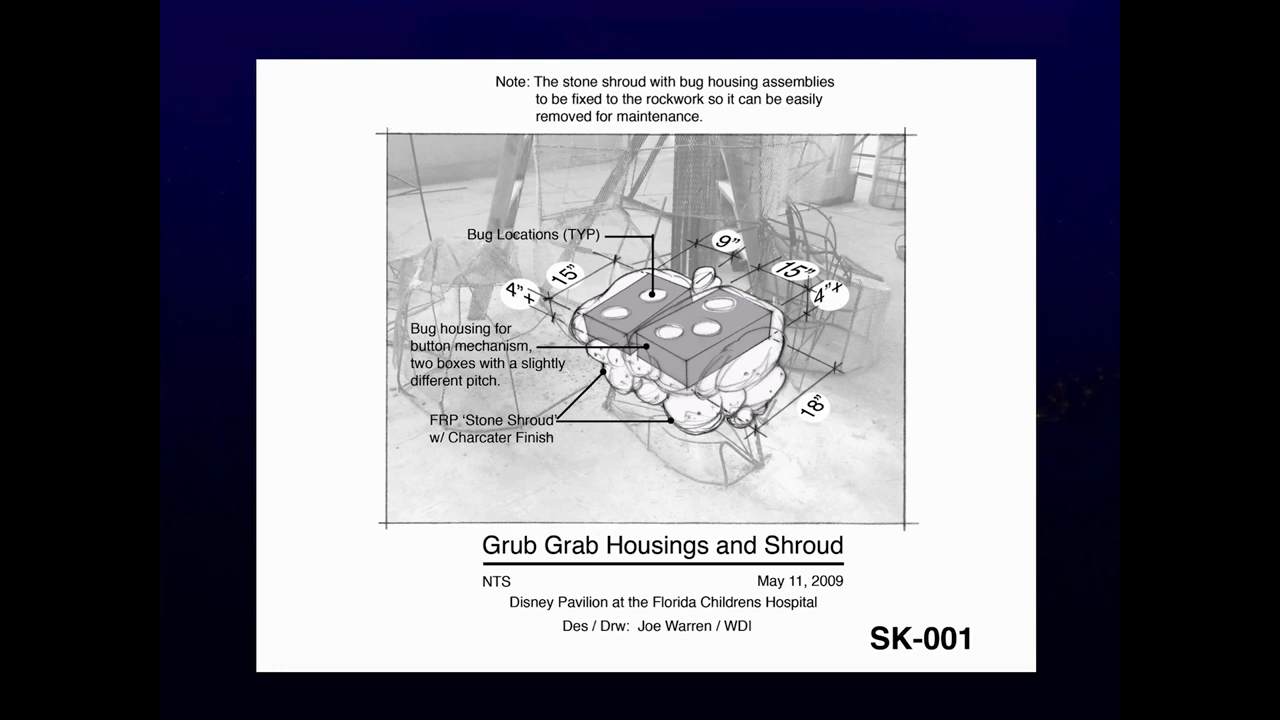 Note: The stone shroud with bug housing assemblies
to be fixed to the rockwork so it can be easily
removed for maintenance.
Bug Locations (TYP)
9”
15”
15”
4” x
4” x
Bug housing for
button mechanism,
two boxes with a slightly
different pitch.
18”
FRP ‘Stone Shroud’
w/ Charcater Finish
Grub Grab Housings and Shroud
NTS
May 11, 2009
Disney Pavilion at the Florida Childrens Hospital
Des / Drw: Joe Warren / WDI
SK-001